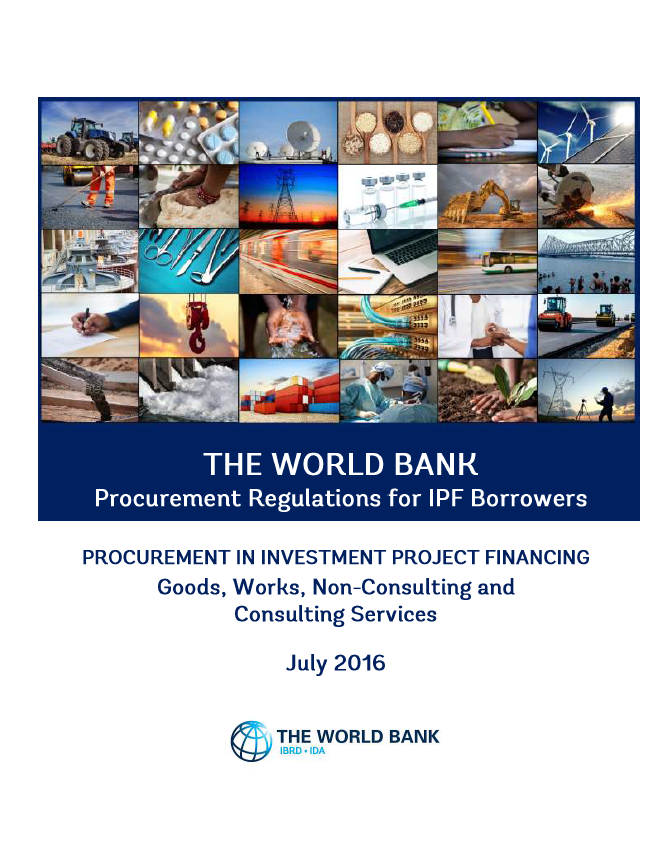 THE WORLD BANK
Procurement Regulations for IPF Borrowers
PROCUREMENT IN INVESTMENT PROJECT FINANCING
Goods, Works, Non-Consulting and
Consulting Services
July 2016
THE WORLD BANK
IBRD • IDA